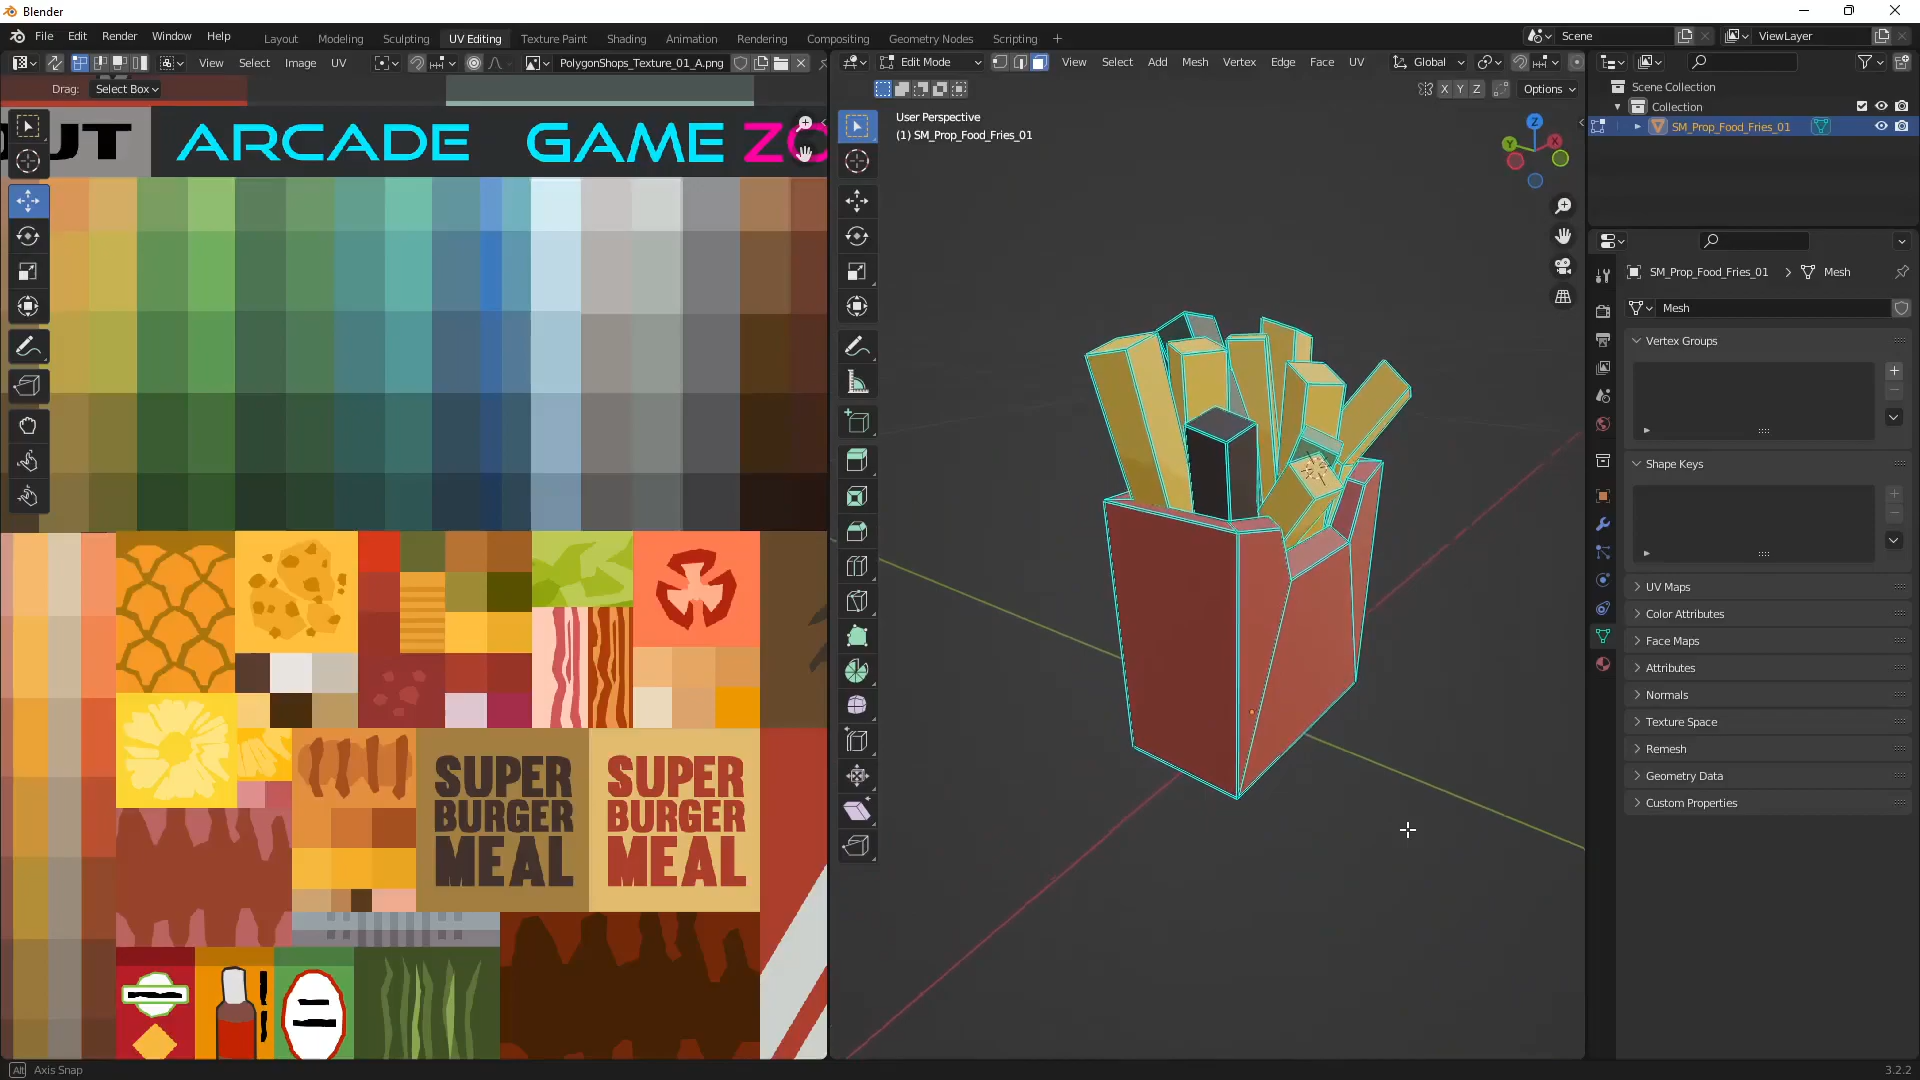 Blender
File Edit Render Window Help
Layout Modeling Sculpting UV Editing Texture Paint Shading Animation Rendering Compositing Geometry Nodes Scripting +
Scene
ViewLayer
View Select Image UV
PolygonShops_Texture_01_A.png
Drag: Select Box
Edit Mode
View Select Add Mesh Vertex Edge Face UV
Global
X Y Z
Options
User Perspective
(1) SM_Prop_Food_Fries_01
Z
X
Y
UT
ARCADE GAME ZO
SUPER
BURGER
MEAL
SUPER
BURGER
MEAL
Scene Collection
Collection
SM_Prop_Food_Fries_01
SM_Prop_Food_Fries_01 > Mesh
Mesh
Vertex Groups
Shape Keys
UV Maps
Color Attributes
Face Maps
Attributes
Normals
Texture Space
Remesh
Geometry Data
Custom Properties
Alt Axis Snap
3.2.2